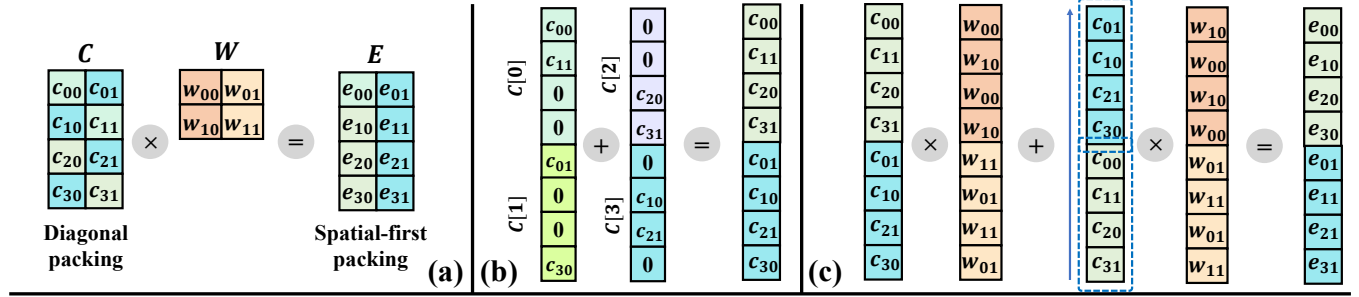 C W E
c00 c01 w00 w01 e00 e01
c10 c11 × w10 w11 = e10 e11
c20 c21 e20 e21
c30 c31 e30 e31
Diagonal
packing
Spatial-first
packing
(a)
C[0] C[2]
C[1] C[3]
c00 0 c00
c11 0 c11
0 c20 c20
0 c31 c31
+ =
c01 0 c01
0 c10 c10
0 c21 c21
c30 0 c30
(b)
c00 w00 c01 w10 e00
c11 w10 c10 w00 e10
c20 w00 c21 w10 e20
c31 w10 c30 w00 e30
× + × =
c01 w11 c00 w01 e01
c10 w01 c11 w11 e11
c21 w11 c20 w01 e21
c30 w01 c31 w11 e31
(c)